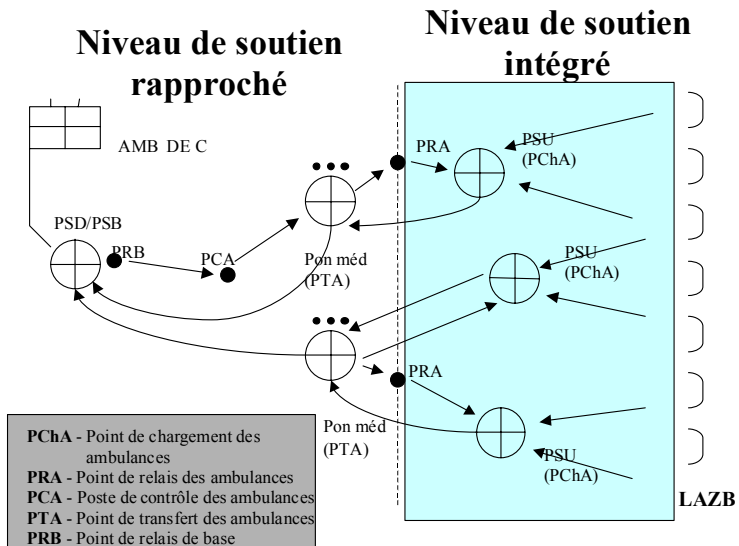 Niveau de soutien
rapproché
Niveau de soutien
intégré
AMB DE C
PRA
PSU
(PChA)
PSD/PSB
PRB
PCA
Pon méd
(PTA)
PSU
(PChA)
PRA
Pon méd
(PTA)
PSU
(PChA)
LAZB
PChA - Point de chargement des
ambulances
PRA - Point de relais des ambulances
PCA - Poste de contrôle des ambulances
PTA - Point de transfert des ambulances
PRB - Point de relais de base